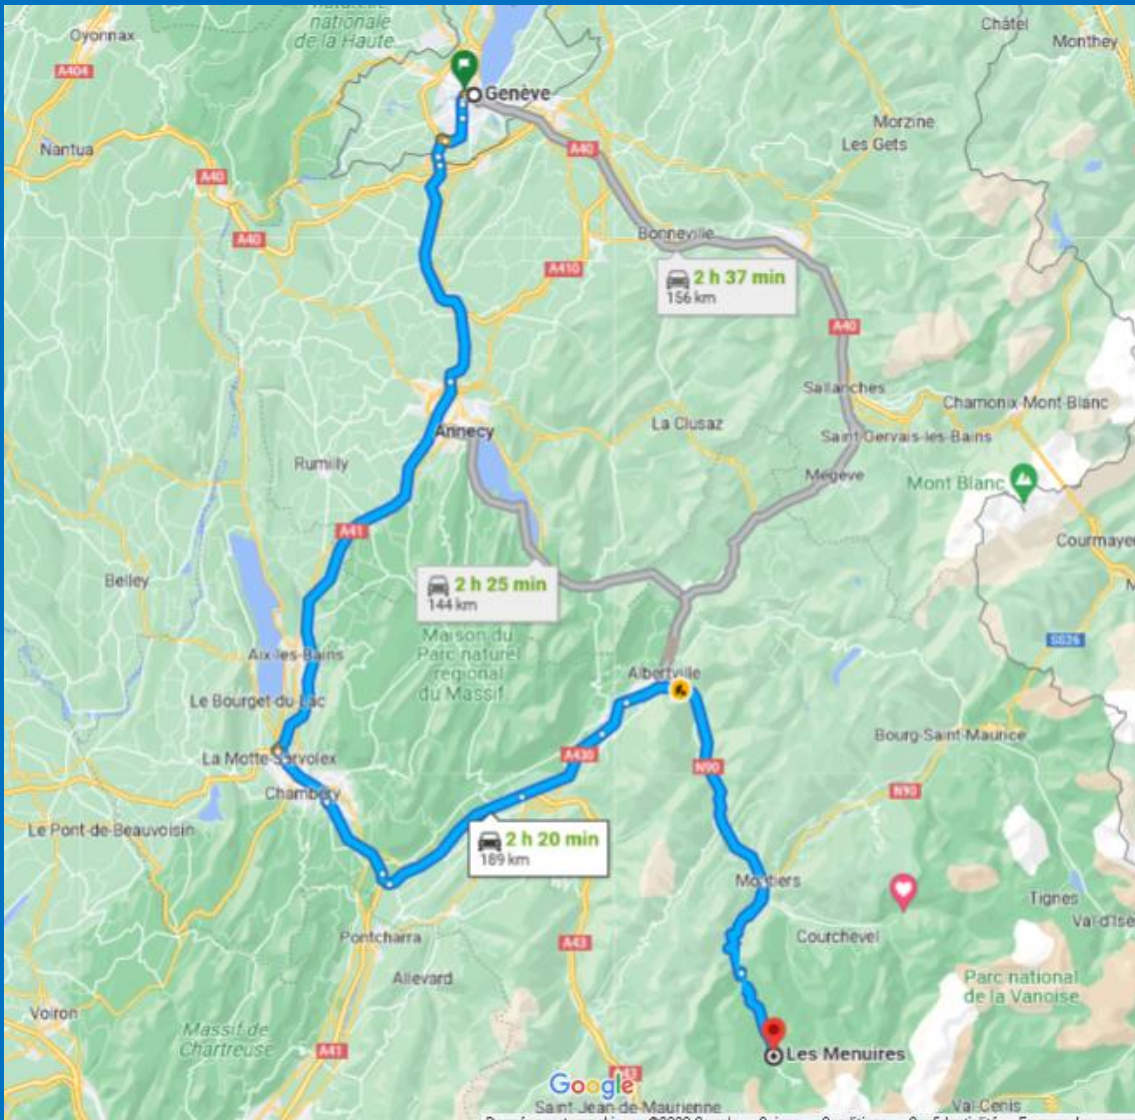 naturelle
nationale
de la Haute
Oyonnax
Châtel
Monthey
A404
Genève
Morzine
Les Gets
Nantua
A40
A40
A40
Bonneville
A410
2 h 37 min
156 km
A40
Sallanches
Chamonix-Mont-Blanc
La Clusaz
Annecy
Saint-Gervais-les-Bains
Rumilly
Megève
Mont Blanc
A41
Courmaye
Belley
2 h 25 min
144 km
Maison du
Parc naturel
régional
du Massif
SS26
Aix-les-Bains
Albertville
Le Bourget-du-Lac
La Motte-Servolex
A430
N90
Bourg-Saint-Maurice
Chambéry
N90
Le Pont-de-Beauvoisin
2 h 20 min
189 km
Moûtiers
Tignes
Val-d'Isè
Pontcharra
A43
Courchevel
Allevard
Parc national
de la Vanoise
Voiron
Massif de
Chartreuse
A41
Les Menuires
A43
Google
Saint-Jean-de-Maurienne
Val-Cenis